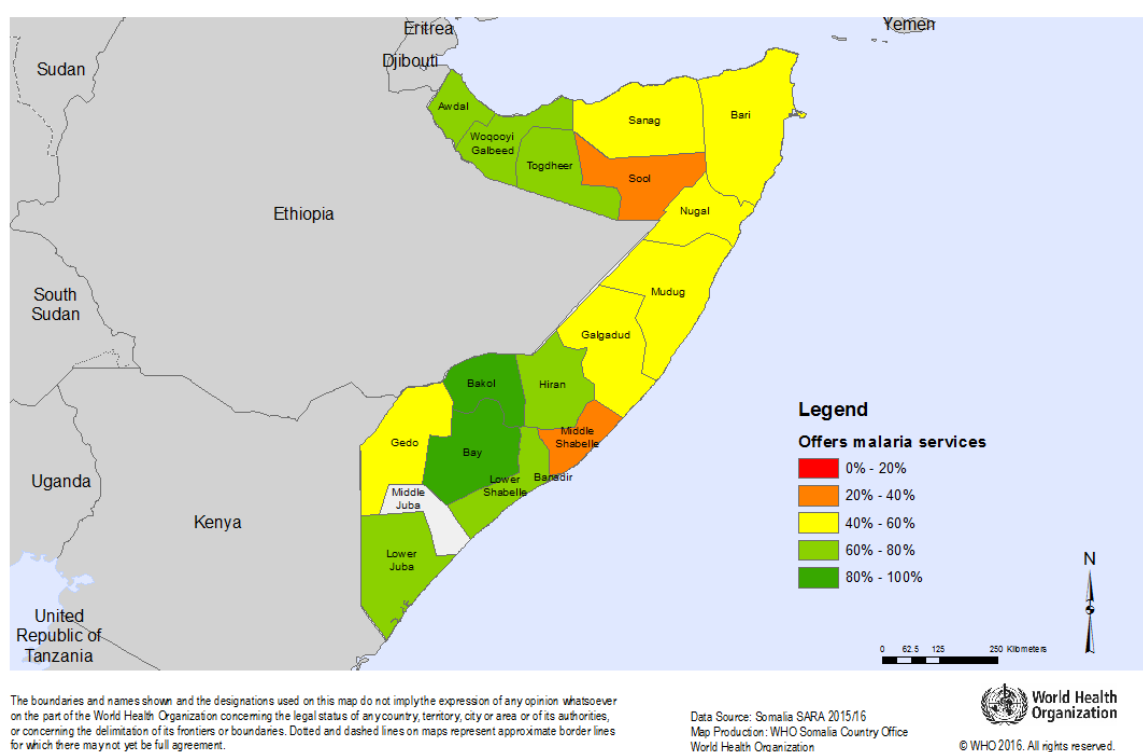 Eritrea
Yemen
Djibouti
Sudan
Awdal
Sanag
Bari
Woqooyi
Galbeed
Togdheer
Sool
Ethiopia
Nugal
South
Sudan
Mudug
Galgadud
Bakol
Hiran
Legend
Middle
Shabelle
Gedo
Offers malaria services
Bay
0% - 20%
Uganda
Lower
Shabelle
Banadir
Middle
Juba
20% - 40%
Kenya
40% - 60%
60% - 80%
Lower
Juba
N
80% - 100%
United
Republic of
Tanzania
0 62.5 125 250 Kilometers
The boundaries and names shown and the designations used on this map do not imply the expression of any opinion whatsoever
on the part of the World Health Organization concerning the legal status of any country, territory, city or area or of its authorities,
or concerning the delimitation of its frontiers or boundaries. Dotted and dashed lines on maps represent approximate border lines
for which there may not yet be full agreement.
Data Source: Somalia SARA 2015/16
Map Production: WHO Somalia Country Office
World Health Organization
World Health
Organization
© WHO 2016. All rights reserved.